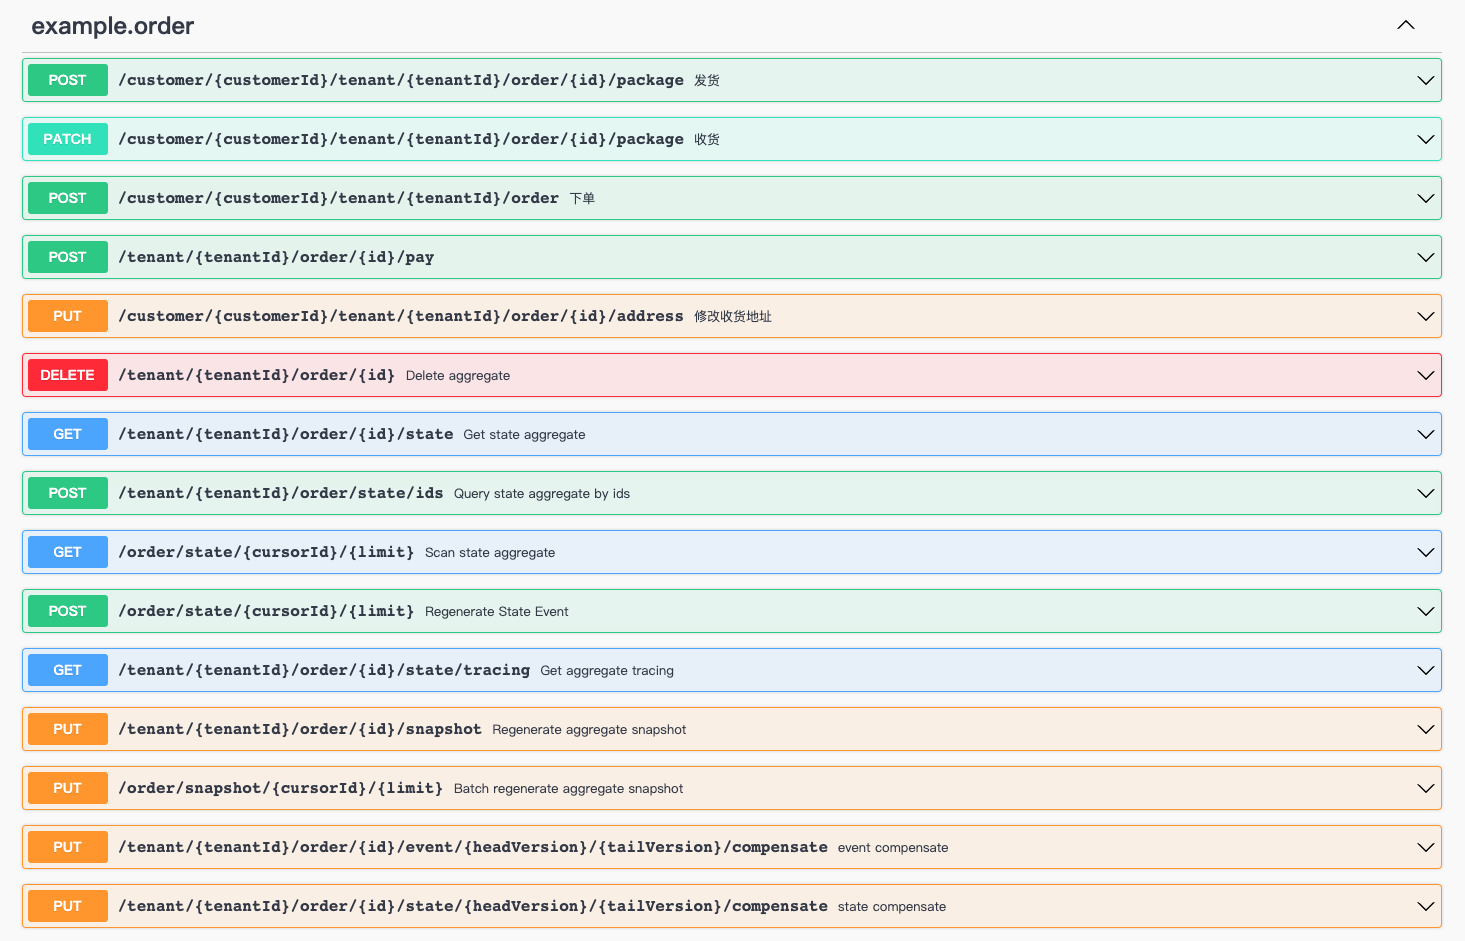 example.order
POST /customer/{customerId}/tenant/{tenantId}/order/{id}/package 发货
PATCH /customer/{customerId}/tenant/{tenantId}/order/{id}/package 收货
POST /customer/{customerId}/tenant/{tenantId}/order 下单
POST /tenant/{tenantId}/order/{id}/pay
PUT /customer/{customerId}/tenant/{tenantId}/order/{id}/address 修改收货地址
DELETE /tenant/{tenantId}/order/{id} Delete aggregate
GET /tenant/{tenantId}/order/{id}/state Get state aggregate
POST /tenant/{tenantId}/order/state/ids Query state aggregate by ids
GET /order/state/{cursorId}/{limit} Scan state aggregate
POST /order/state/{cursorId}/{limit} Regenerate State Event
GET /tenant/{tenantId}/order/{id}/state/tracing Get aggregate tracing
PUT /tenant/{tenantId}/order/{id}/snapshot Regenerate aggregate snapshot
PUT /order/snapshot/{cursorId}/{limit} Batch regenerate aggregate snapshot
PUT /tenant/{tenantId}/order/{id}/event/{headVersion}/{tailVersion}/compensate event compensate
PUT /tenant/{tenantId}/order/{id}/state/{headVersion}/{tailVersion}/compensate state compensate